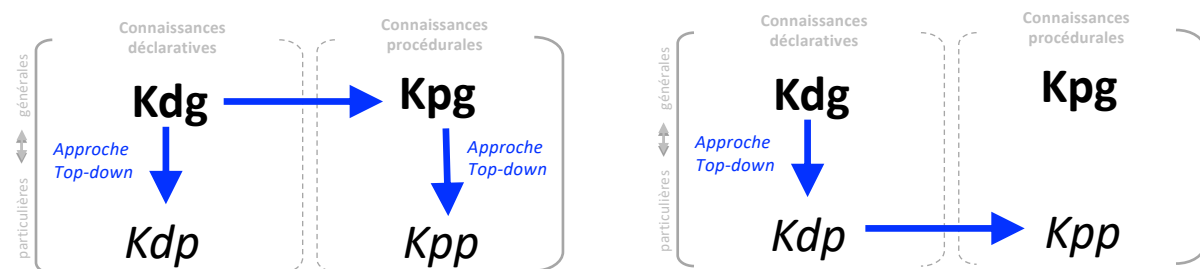 Connaissances
déclaratives
Connaissances
procédurales
générales
particulières
Kdg
Kpg
Approche
Top-down
Approche
Top-down
Kdp
Kpp
Connaissances
déclaratives
Connaissances
procédurales
générales
particulières
Kdg
Kpg
Approche
Top-down
Kdp
Kpp